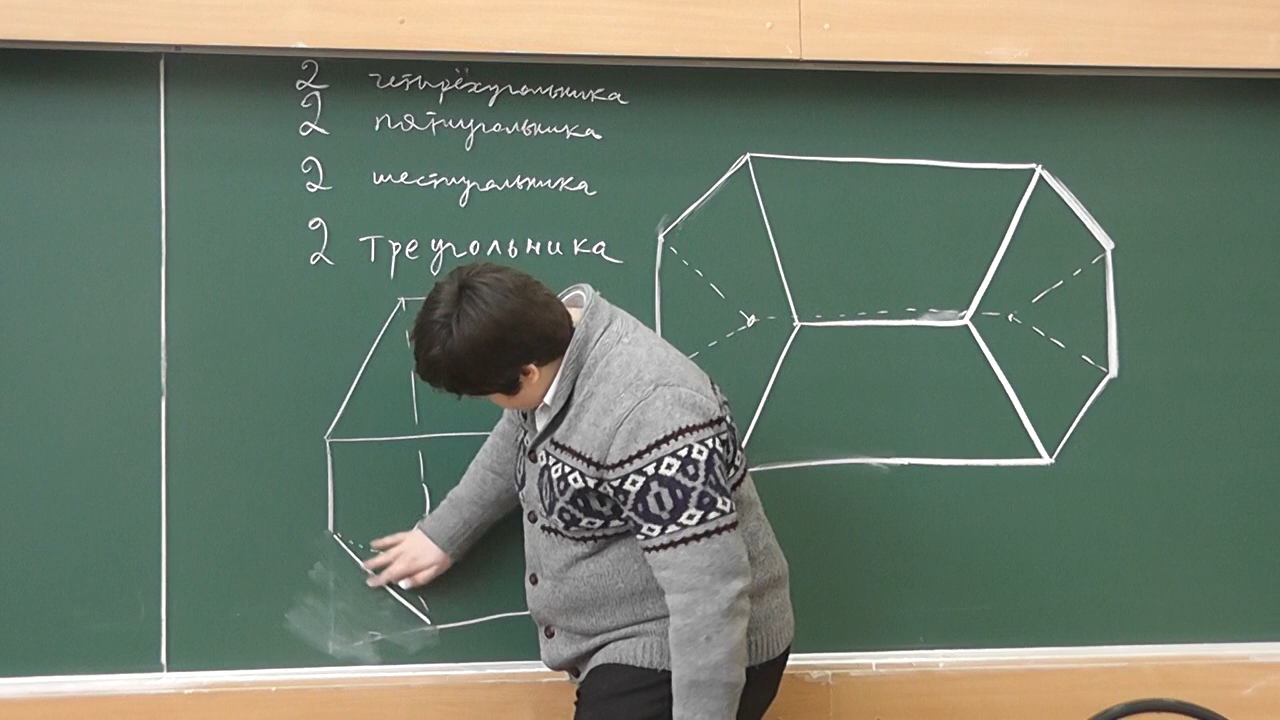 2 четырёхугольника
2 пятиугольника
2 шестиугольника
2 треугольника